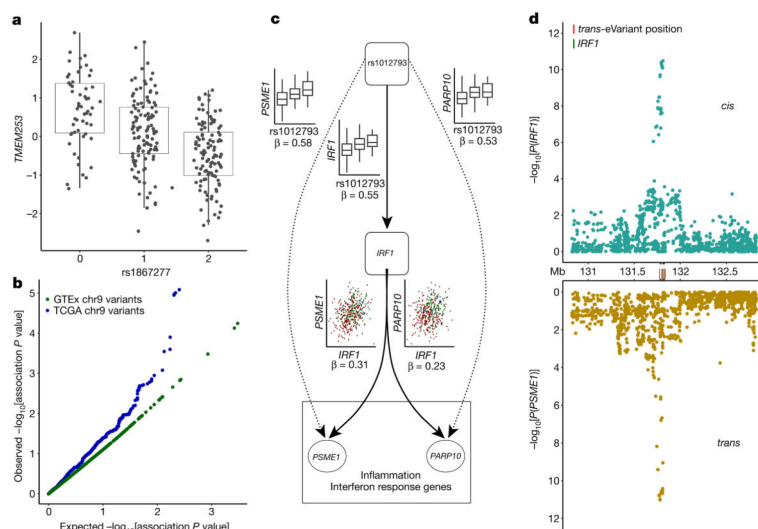 a
TMEM253
2
1
0
−1
−2
0
1
2
rs1867277
b
GTEx chr9 variants
TCGA chr9 variants
Observed –log10[association P value]
5
4
3
2
1
0
0
1
2
3
Expected –log10[association P value]
c
rs1012793
PSME1
rs1012793
β = 0.58
PARP10
rs1012793
β = 0.53
IRF1
rs1012793
β = 0.55
IRF1
PSME1
IRF1
β = 0.31
PARP10
IRF1
β = 0.23
PSME1
PARP10
Inflammation
Interferon response genes
d
trans-eVariant position
IRF1
cis
–log10[P(IRF1)]
12
10
8
6
4
2
0
Mb
131
131.5
132
132.5
0
2
4
6
8
10
12
–log10[P(PSME1)]
trans